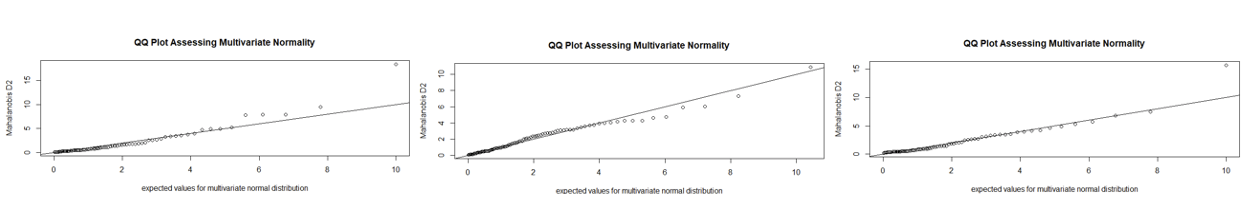 QQ Plot Assessing Multivariate Normality
Mahalanobis D2
0 5 10 15
0 2 4 6 8 10
expected values for multivariate normal distribution
QQ Plot Assessing Multivariate Normality
Mahalanobis D2
0 2 4 6 8 10
0 2 4 6 8 10
expected values for multivariate normal distribution
QQ Plot Assessing Multivariate Normality
Mahalanobis D2
0 5 10 15
0 2 4 6 8 10
expected values for multivariate normal distribution